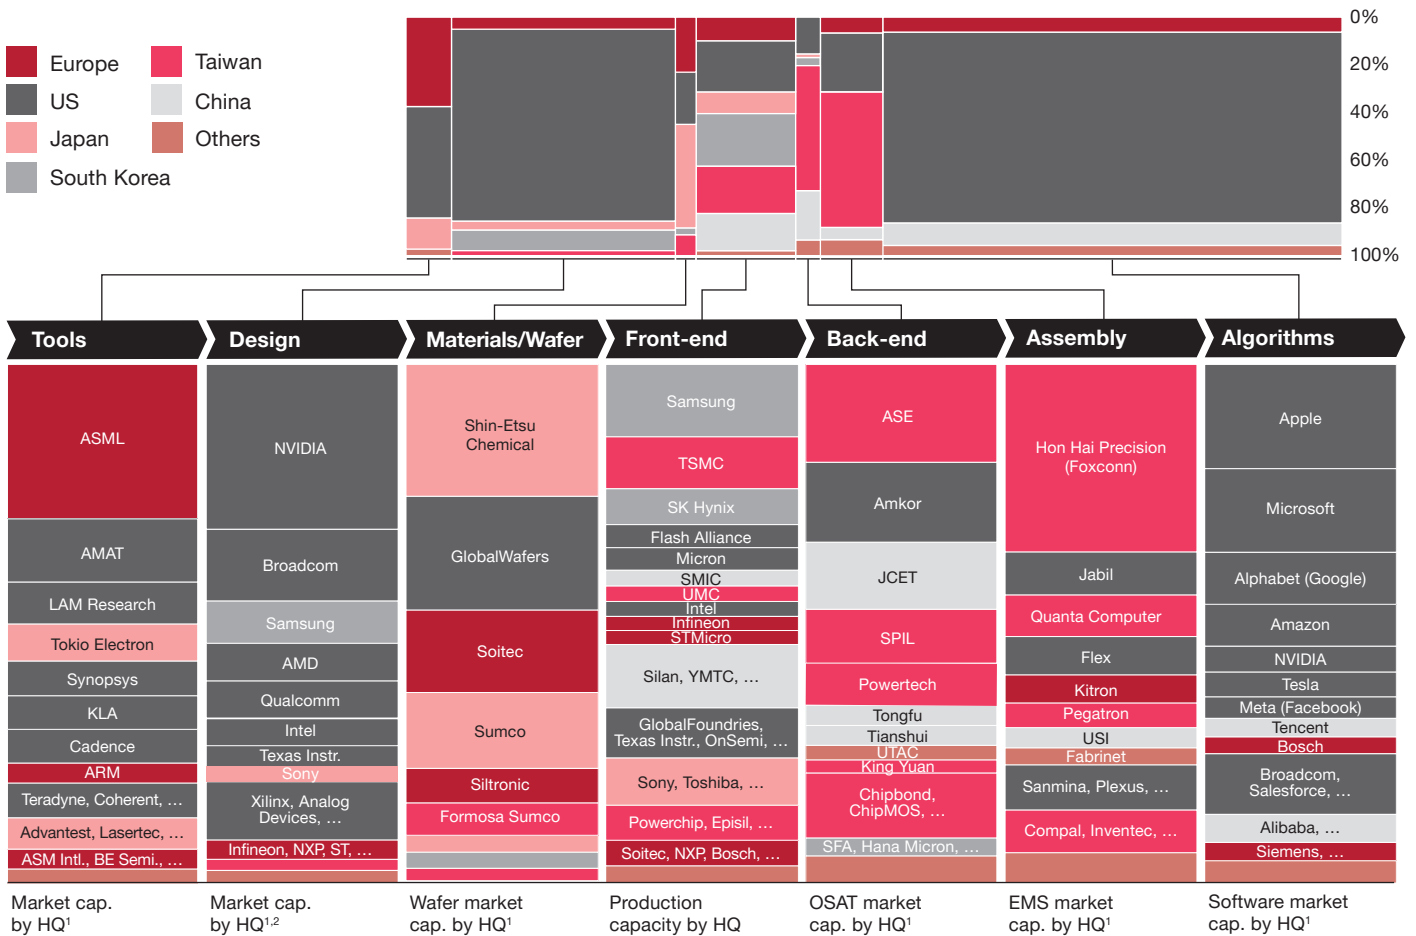 Europe
US
Japan
South Korea
Taiwan
China
Others
0%
20%
40%
60%
80%
100%
Tools
Design
Materials/Wafer
Front-end
Back-end
Assembly
Algorithms
ASML
AMAT
LAM Research
Tokio Electron
Synopsys
KLA
Cadence
ARM
Teradyne, Coherent, …
Advantest, Lasertec, …
ASM Intl., BE Semi., …
Market cap.
by HQ¹
NVIDIA
Broadcom
Samsung
AMD
Qualcomm
Intel
Texas Instr.
Sony
Xilinx, Analog
Devices, …
Infineon, NXP, ST, …
Market cap.
by HQ¹,²
Shin-Etsu
Chemical
GlobalWafers
Soitec
Sumco
Siltronic
Formosa Sumco
Wafer market
cap. by HQ¹
Samsung
TSMC
SK Hynix
Flash Alliance
Micron
SMIC
UMC
Intel
Infineon
STMicro
Silan, YMTC, …
GlobalFoundries,
Texas Instr., OnSemi, …
Sony, Toshiba, …
Powerchip, Episil, …
Soitec, NXP, Bosch, …
Production
capacity by HQ
ASE
Amkor
JCET
SPIL
Powertech
Tongfu
Tianshui
UTAC
King Yuan
Chipbond,
ChipMOS, …
SFA, Hana Micron, …
OSAT market
cap. by HQ¹
Hon Hai Precision
(Foxconn)
Jabil
Quanta Computer
Flex
Kitron
Pegatron
USI
Fabrinet
Sanmina, Plexus, …
Compal, Inventec, …
EMS market
cap. by HQ¹
Apple
Microsoft
Alphabet (Google)
Amazon
NVIDIA
Tesla
Meta (Facebook)
Tencent
Bosch
Broadcom,
Salesforce, …
Alibaba, …
Siemens, …
Software market
cap. by HQ¹